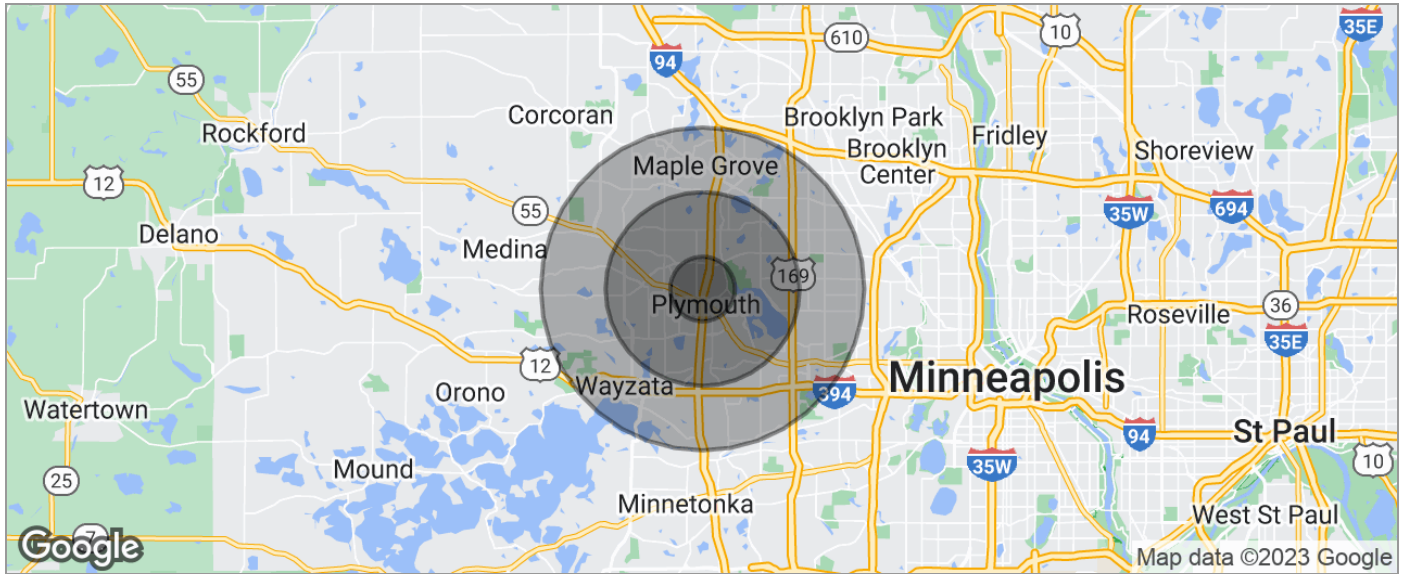 35E
10
610
94
55
Corcoran
Brooklyn Park
Rockford
Fridley
Brooklyn
Center
Shoreview
Maple Grove
12
55
35W
694
Delano
Medina
169
Plymouth
36
Roseville
35E
12
Wayzata
394
Minneapolis
Orono
Watertown
94
St Paul
Mound
35W
10
25
Minnetonka
West St Paul
7
Google
Map data ©2023 Google